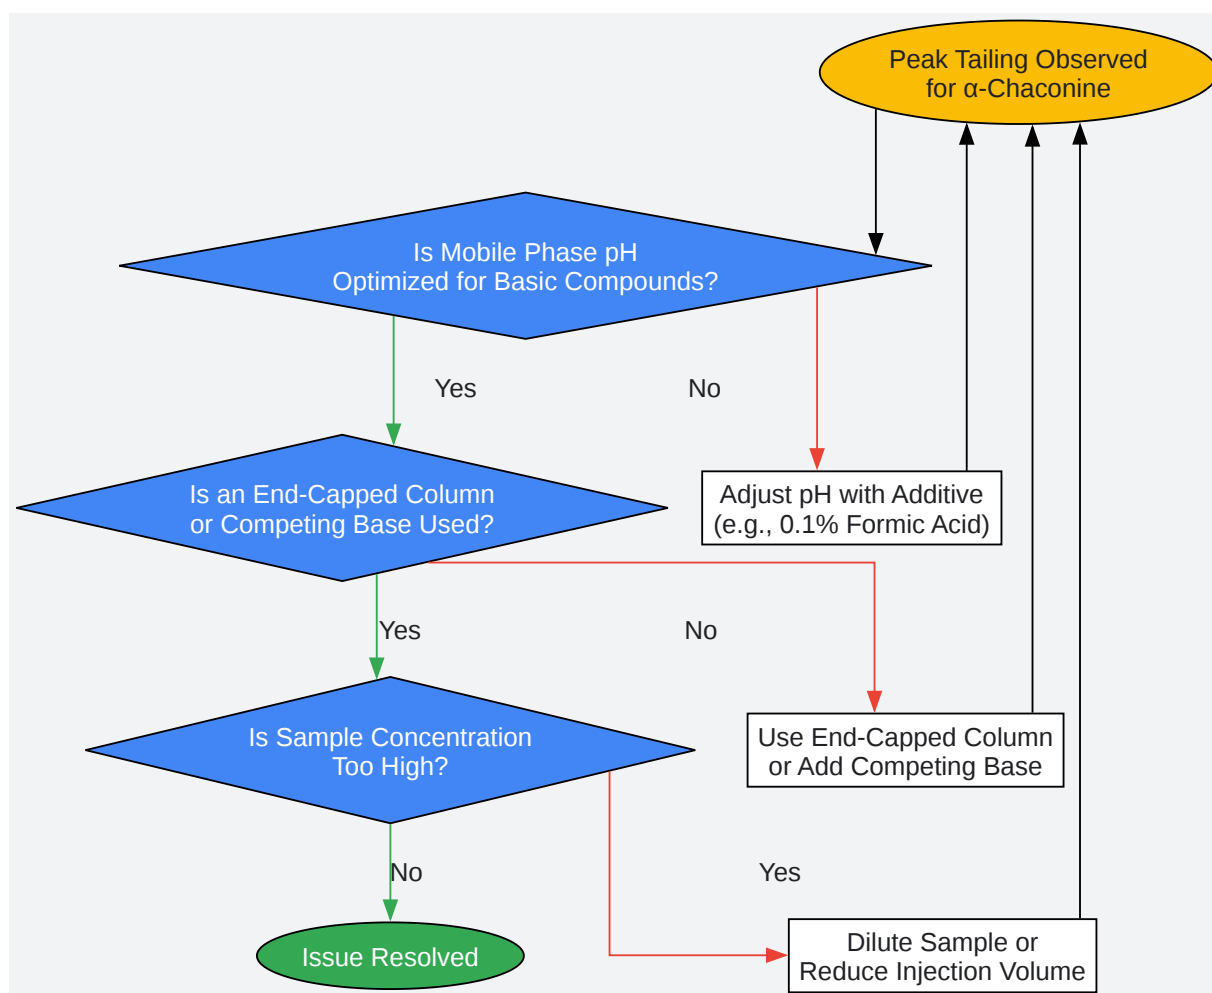 Peak Tailing Observed
for α-Chaconine
Is Mobile Phase pH
Optimized for Basic Compounds?
Yes
No
Is an End-Capped Column
or Competing Base Used?
Adjust pH with Additive
(e.g., 0.1% Formic Acid)
Yes
No
Is Sample Concentration
Too High?
Use End-Capped Column
or Add Competing Base
No
Yes
Issue Resolved
Dilute Sample or
Reduce Injection Volume